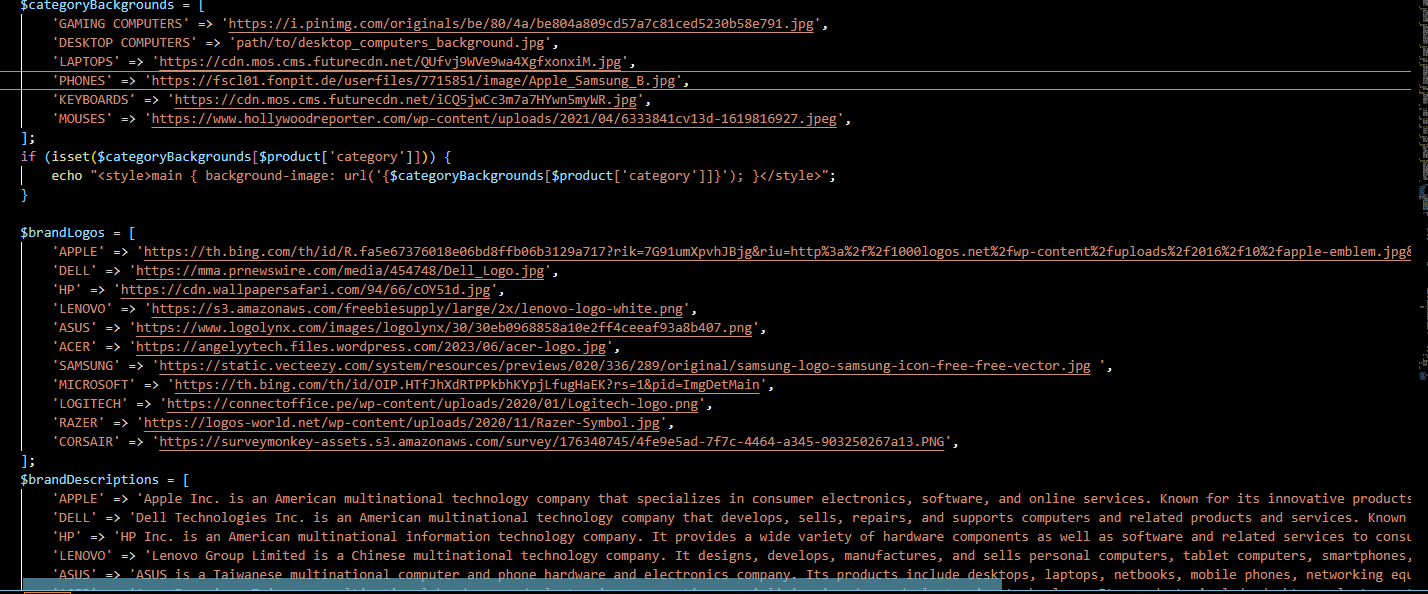 $categoryBackgrounds = [
    'GAMING COMPUTERS' => 'https://i.pinimg.com/originals/be/80/4a/be804a809cd57a7c81ced5230b58e791.jpg',
    'DESKTOP COMPUTERS' => 'path/to/desktop_computers_background.jpg',
    'LAPTOPS' => 'https://cdn.mos.cms.futurecdn.net/QUfvj9WVe9wa4XgfxonxiM.jpg',
    'PHONES' => 'https://fscl01.fonpit.de/userfiles/7715851/image/Apple_Samsung_B.jpg',
    'KEYBOARDS' => 'https://cdn.mos.cms.futurecdn.net/iCQ5jwCc3m7a7HYwn5myWR.jpg',
    'MOUSES' => 'https://www.hollywoodreporter.com/wp-content/uploads/2021/04/6333841cv13d-1619816927.jpeg',
];
if (isset($categoryBackgrounds[$product['category']])) {
    echo "<style>main { background-image: url('{$categoryBackgrounds[$product['category']]}'); }</style>";
}
$brandLogos = [
    'APPLE' => 'https://th.bing.com/th/id/R.fa5e67376018e06bd8ffb06b3129a717?rik=7G91umXpvhJBjg&riu=http%3a%2f%2f1000logos.net%2fwp-content%2fuploads%2f2016%2f10%2fapple-emblem.jpg&
    'DELL' => 'https://mma.prnewswire.com/media/454748/Dell_Logo.jpg',
    'HP' => 'https://cdn.wallpapersafari.com/94/66/cOY51d.jpg',
    'LENOVO' => 'https://s3.amazonaws.com/freebiesupply/large/2x/lenovo-logo-white.png',
    'ASUS' => 'https://www.logolynx.com/images/logolynx/30/30eb0968858a10e2ff4ceeaf93a8b407.png',
    'ACER' => 'https://angelyytech.files.wordpress.com/2023/06/acer-logo.jpg',
    'SAMSUNG' => 'https://static.vecteezy.com/system/resources/previews/020/336/289/original/samsung-logo-samsung-icon-free-free-vector.jpg ',
    'MICROSOFT' => 'https://th.bing.com/th/id/OIP.HTfJhXdRTPPkbhKYpjLfugHaEK?rs=1&pid=ImgDetMain',
    'LOGITECH' => 'https://connectoffice.pe/wp-content/uploads/2020/01/Logitech-logo.png',
    'RAZER' => 'https://logos-world.net/wp-content/uploads/2020/11/Razer-Symbol.jpg',
    'CORSAIR' => 'https://surveymonkey-assets.s3.amazonaws.com/survey/176340745/4fe9e5ad-7f7c-4464-a345-903250267a13.PNG',
];
$brandDescriptions = [
    'APPLE' => 'Apple Inc. is an American multinational technology company that specializes in consumer electronics, software, and online services. Known for its innovative products
    'DELL' => 'Dell Technologies Inc. is an American multinational technology company that develops, sells, repairs, and supports computers and related products and services. Known
    'HP' => 'HP Inc. is an American multinational information technology company. It provides a wide variety of hardware components as well as software and related services to consu
    'LENOVO' => 'Lenovo Group Limited is a Chinese multinational technology company. It designs, develops, manufactures, and sells personal computers, tablet computers, smartphones,
    'ASUS' => 'ASUS is a Taiwanese multinational computer and phone hardware and electronics company. Its products include desktops, laptops, netbooks, mobile phones, networking equ